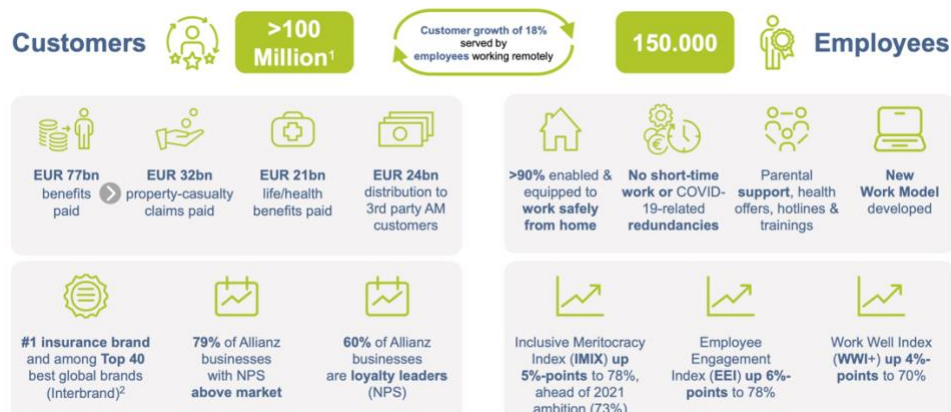 Customers
>100
Million¹
Customer growth of 18%
served by
employees working remotely
150.000
Employees
EUR 77bn
benefits
paid
EUR 32bn
property-casualty
claims paid
EUR 21bn
life/health
benefits paid
EUR 24bn
distribution to
3rd party AM
customers
>90% enabled &
equipped to
work safely
from home
No short-time
work or COVID-
19-related
redundancies
Parental
support, health
offers, hotlines &
trainings
New
Work Model
developed
#1 insurance brand
and among Top 40
best global brands
(Interbrand)²
79% of Allianz
businesses
with NPS
above market
60% of Allianz
businesses
are loyalty leaders
(NPS)
Inclusive Meritocracy
Index (IMIX) up
5%-points to 78%,
ahead of 2021
ambition (73%)
Employee
Engagement
Index (EEI) up 6%-
points to 78%
Work Well Index
(WWI+) up 4%-
points to 70%